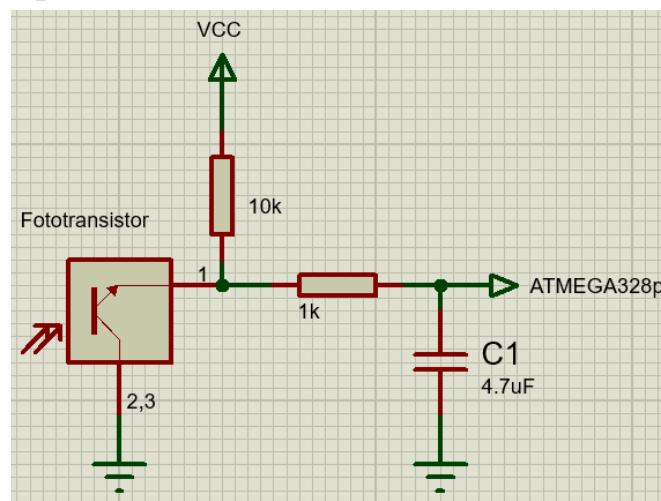 VCC
10k
Fototransistor
1
1k
ATMEGA328p
C1
4.7uF
2,3